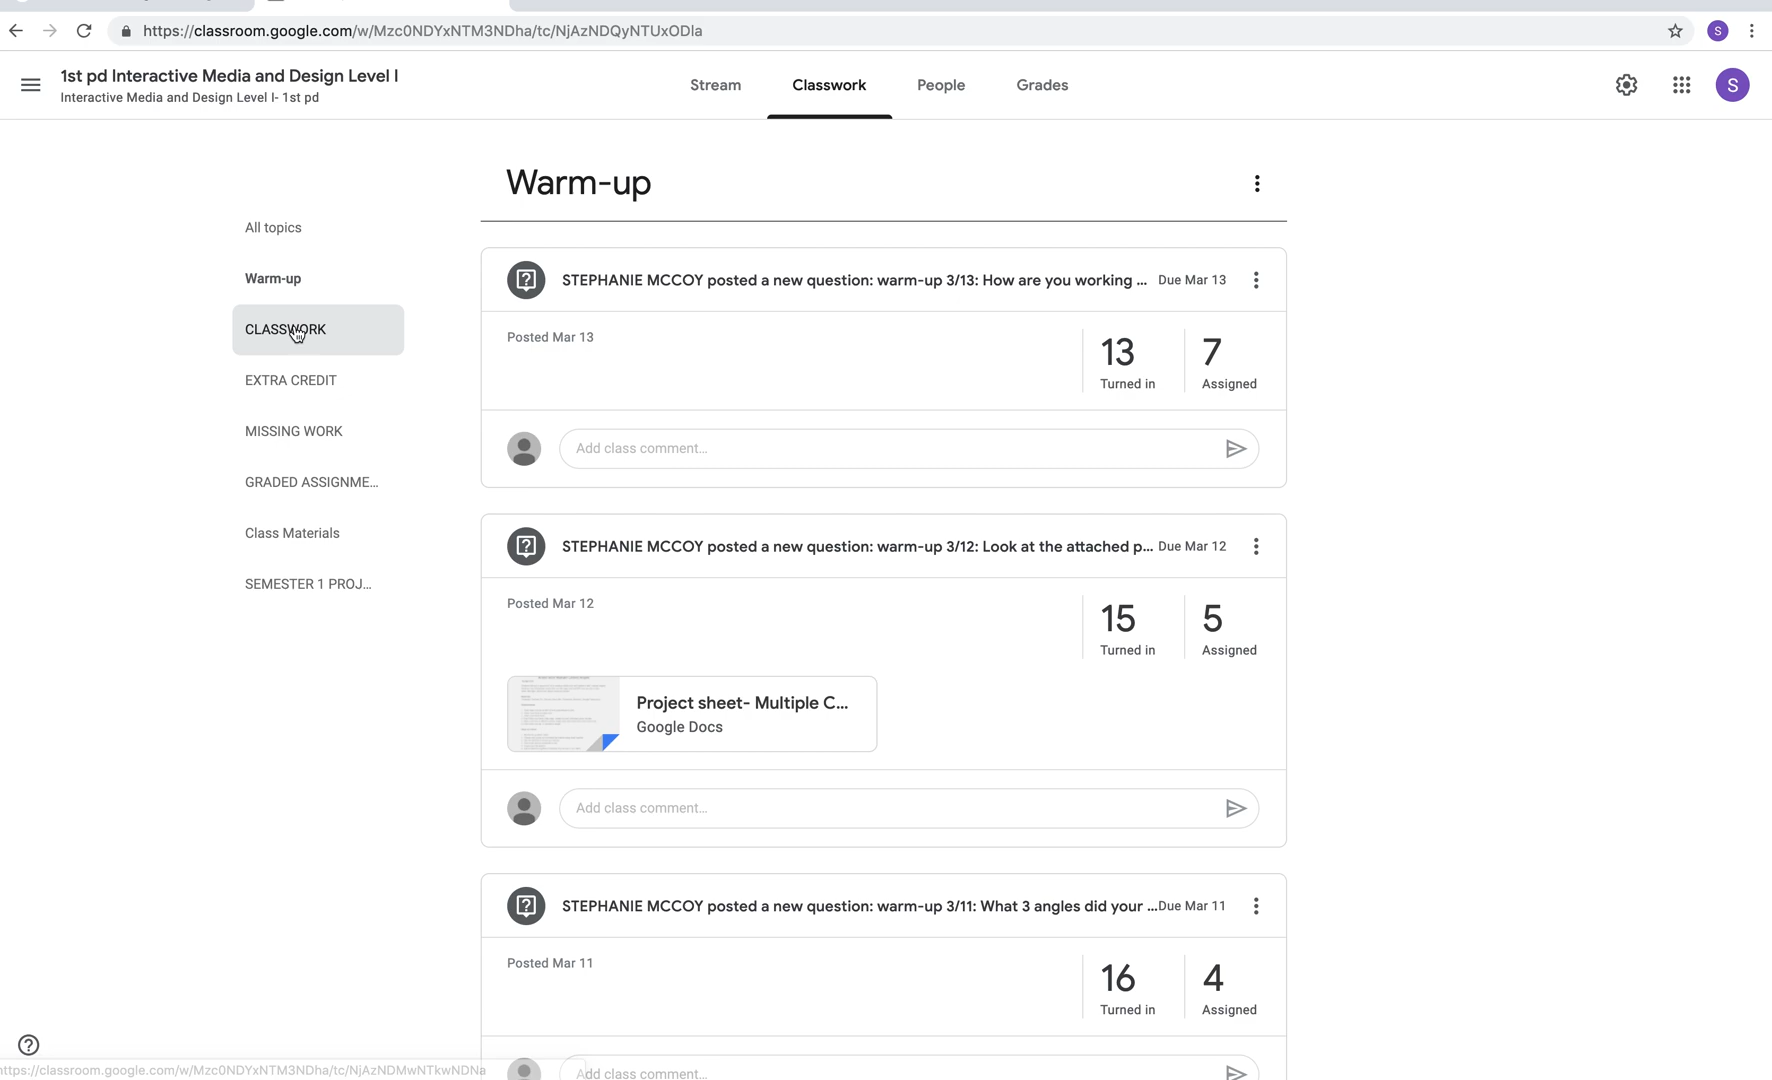 https://classroom.google.com/w/Mzc0NDYxNTM3NDha/tc/NjAzNDQyNTUxODla
S
1st pd Interactive Media and Design Level I
Interactive Media and Design Level I- 1st pd
Stream
Classwork
People
Grades
S
Warm-up
All topics
Warm-up
CLASSWORK
EXTRA CREDIT
MISSING WORK
GRADED ASSIGNME...
Class Materials
SEMESTER 1 PROJ...
STEPHANIE MCCOY posted a new question: warm-up 3/13: How are you working ...
Due Mar 13
Posted Mar 13
13
Turned in
7
Assigned
Add class comment...
STEPHANIE MCCOY posted a new question: warm-up 3/12: Look at the attached p...
Due Mar 12
Posted Mar 12
15
Turned in
5
Assigned
Project sheet- Multiple C...
Google Docs
Add class comment...
STEPHANIE MCCOY posted a new question: warm-up 3/11: What 3 angles did your ...
Due Mar 11
Posted Mar 11
16
Turned in
4
Assigned
Add class comment...
https://classroom.google.com/w/Mzc0NDYxNTM3NDha/tc/NjAzNDMwNTkwNDNa